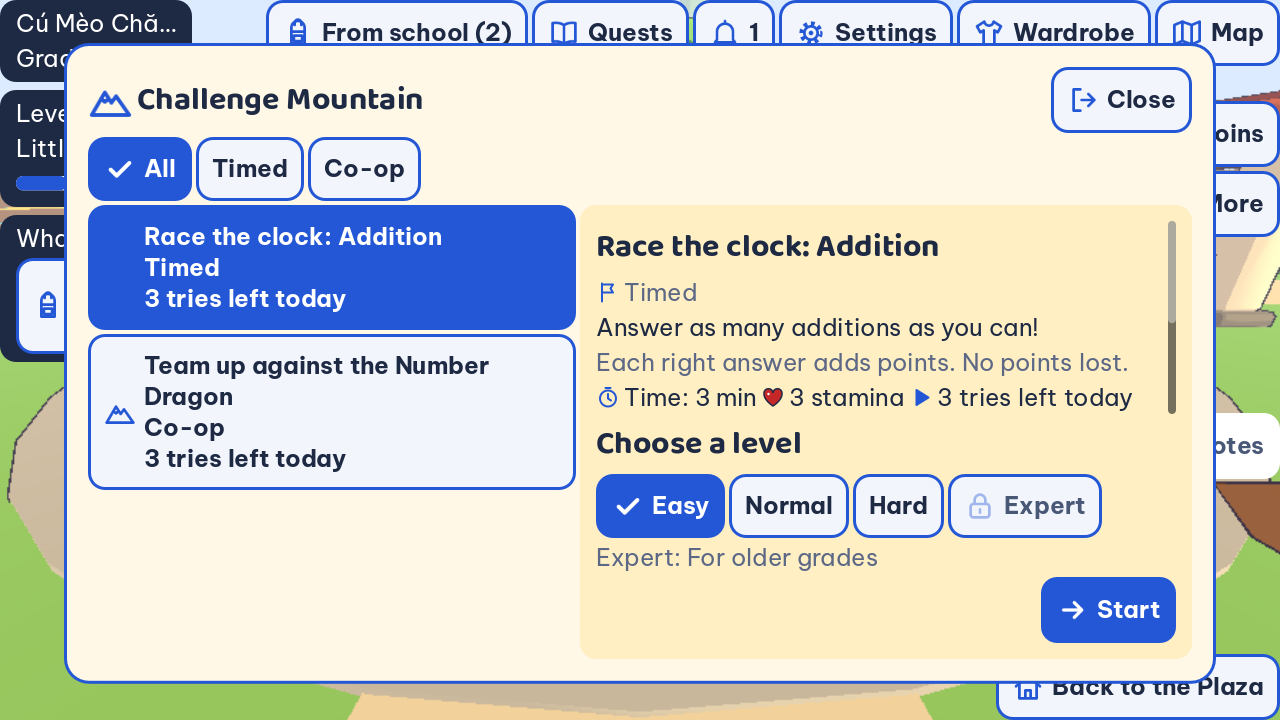 Cú Mèo Chă...
From school (2)
Quests
1
Settings
Wardrobe
Map
Challenge Mountain
Close
All
Timed
Co-op
Race the clock: Addition
Timed
3 tries left today
Team up against the Number
Dragon
Co-op
3 tries left today
Race the clock: Addition
Timed
Answer as many additions as you can!
Each right answer adds points. No points lost.
Time: 3 min 3 stamina 3 tries left today
Choose a level
Easy
Normal
Hard
Expert
Expert: For older grades
Start
Back to the Plaza